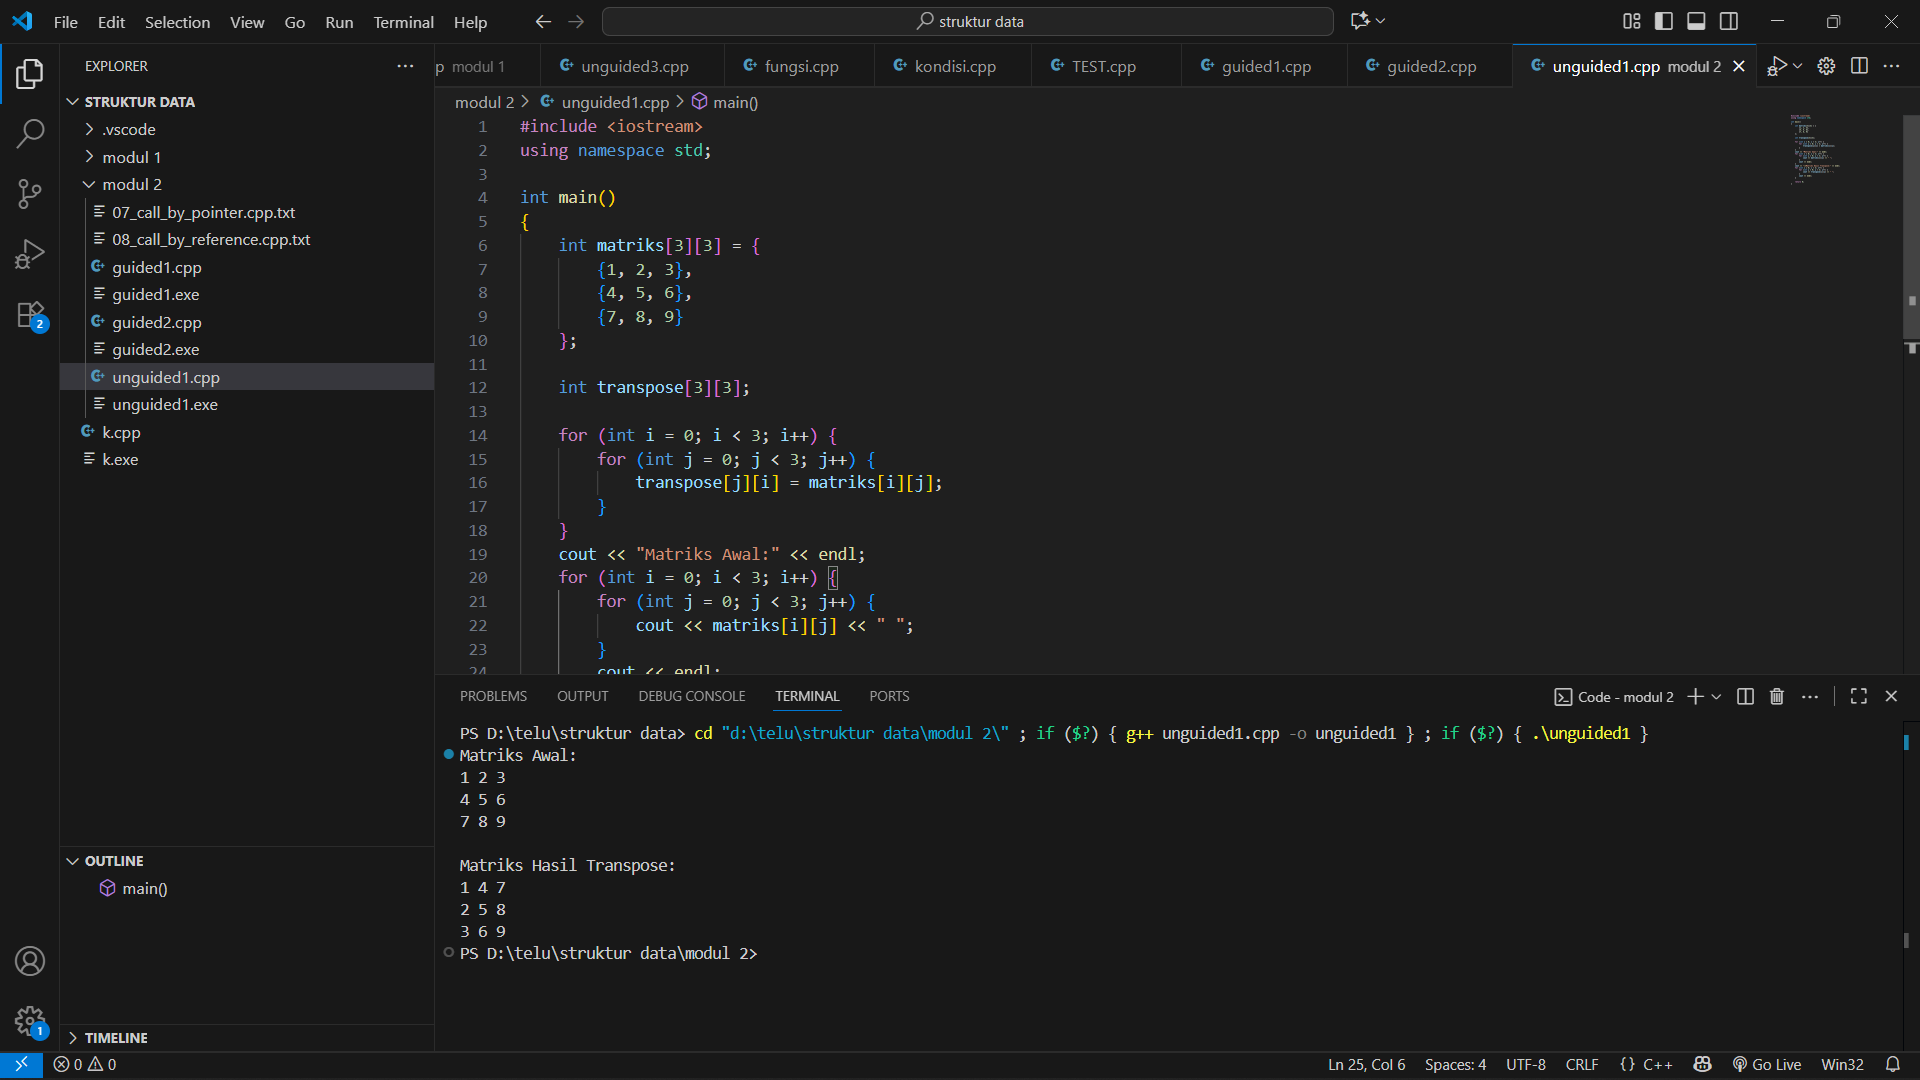 File Edit Selection View Go Run Terminal Help
struktur data
EXPLORER
STRUKTUR DATA
.vscode
modul 1
modul 2
07_call_by_pointer.cpp.txt
08_call_by_reference.cpp.txt
guided1.cpp
guided1.exe
guided2.cpp
guided2.exe
unguided1.cpp
unguided1.exe
k.cpp
k.exe
OUTLINE
main()
TIMELINE
2
1
p modul 1 unguided3.cpp fungsi.cpp kondisi.cpp TEST.cpp guided1.cpp guided2.cpp unguided1.cpp modul 2
modul 2 > unguided1.cpp > main()
1 #include <iostream>
2 using namespace std;
3
4 int main()
5 {
6 int matriks[3][3] = {
7 {1, 2, 3},
8 {4, 5, 6},
9 {7, 8, 9}
10 };
11
12 int transpose[3][3];
13
14 for (int i = 0; i < 3; i++) {
15 for (int j = 0; j < 3; j++) {
16 transpose[j][i] = matriks[i][j];
17 }
18 }
19 cout << "Matriks Awal:" << endl;
20 for (int i = 0; i < 3; i++) {
21 for (int j = 0; j < 3; j++) {
22 cout << matriks[i][j] << " ";
23 }
24 cout << endl;
PROBLEMS OUTPUT DEBUG CONSOLE TERMINAL PORTS
Code - modul 2
PS D:\telu\struktur data> cd "d:\telu\struktur data\modul 2\" ; if ($?) { g++ unguided1.cpp -o unguided1 } ; if ($?) { .\unguided1 }
Matriks Awal:
1 2 3
4 5 6
7 8 9
Matriks Hasil Transpose:
1 4 7
2 5 8
3 6 9
PS D:\telu\struktur data\modul 2>
0 0
Ln 25, Col 6 Spaces: 4 UTF-8 CRLF {} C++ Go Live Win32